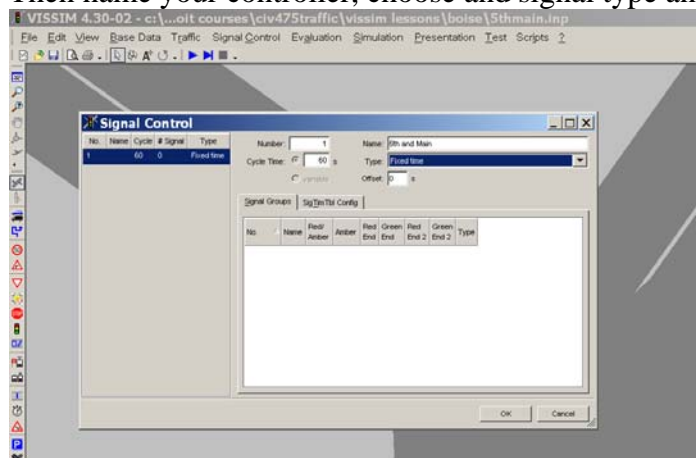 Then name your controller, choose and signal type an
VISSIM 4.30-02 - c:\...oit courses\civ475traffic\vissim lessons\boise\5thmain.inp
File Edit View Base Data Traffic Signal Control Evaluation Simulation Presentation Test Scripts ?
Signal Control
No. Name Cycle # Signal Type
1 60 0 Fixed time
Number: 1 Name: 6th and Main
Cycle Time: 60 s Type: Fixed time
variable Offset: 0 s
Signal Groups SigTimTbl Config
No Name Red/Amber Amber Red End Green End Red End 2 Green End 2 Type
OK Cancel